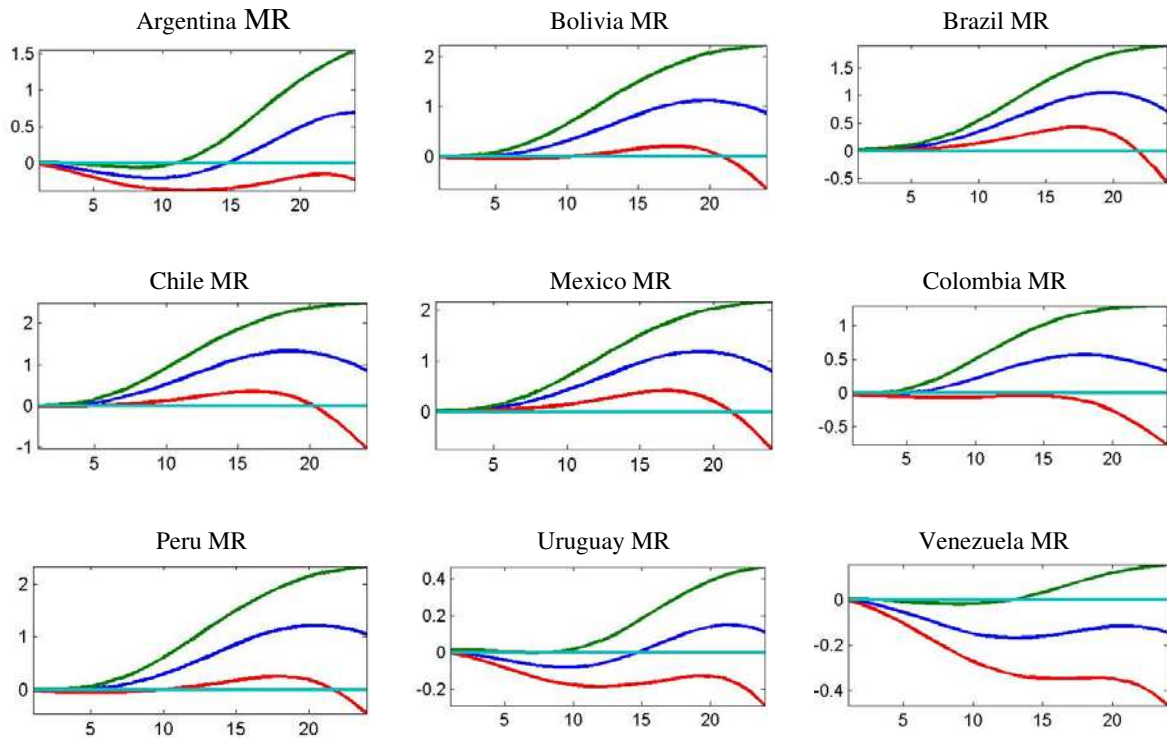 Argentina MR
Bolivia MR
Brazil MR
1.5
1
0.5
0
5 10 15 20
2
1
0
5 10 15 20
1.5
1
0.5
0
-0.5
5 10 15 20
Chile MR
Mexico MR
Colombia MR
2
1
0
-1
5 10 15 20
2
1
0
5 10 15 20
1
0.5
0
-0.5
5 10 15 20
Peru MR
Uruguay MR
Venezuela MR
2
1
0
5 10 15 20
0.4
0.2
0
-0.2
5 10 15 20
0
-0.2
-0.4
5 10 15 20